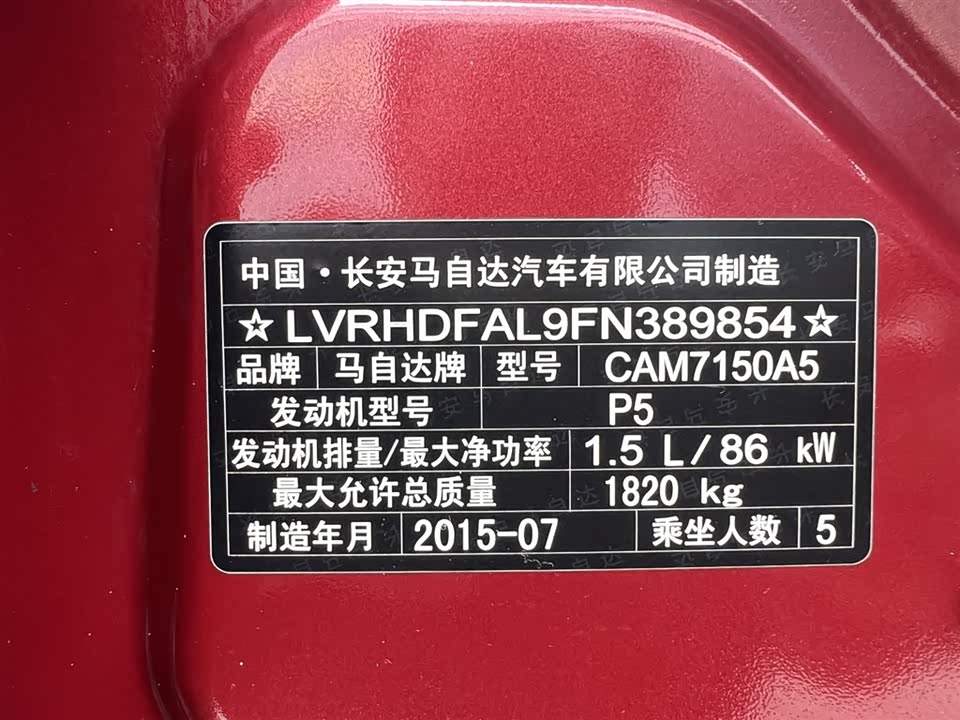 中国·长安马自达汽车有限公司制造
☆LVRHDFAL9FN389854☆
品牌 马自达牌 型号 CAM7150A5
发动机型号 P5
发动机排量/最大净功率 1.5 L/86 kW
最大允许总质量 1820 kg
制造年月 2015-07 乘坐人数 5